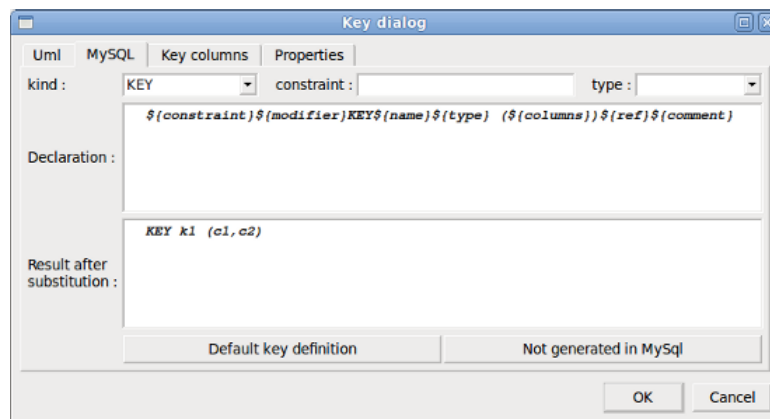 Key dialog
Uml MySQL Key columns Properties
kind : KEY constraint : type :
${constraint}${modifier}KEY${name}${type} (${columns})${ref}${comment}
Declaration :
KEY k1 (c1,c2)
Result after
substitution :
Default key definition Not generated in MySql
OK Cancel